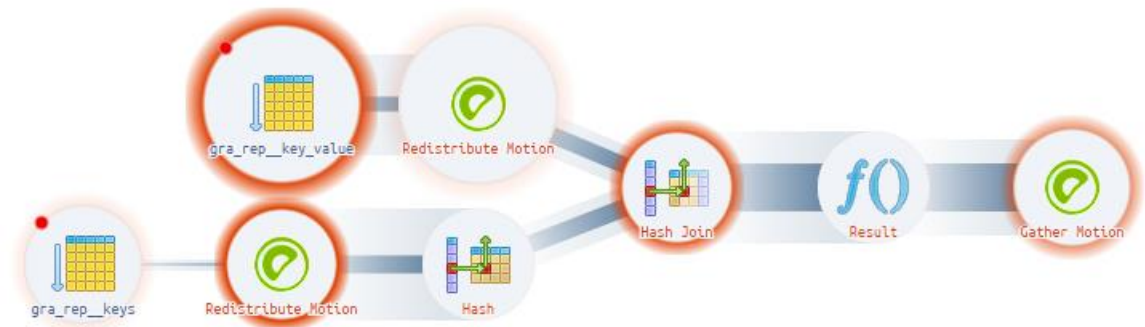 gra_rep__key_value
Redistribute Motion
Hash Join
Result
Gather Motion
gra_rep__keys
Redistribute Motion
Hash